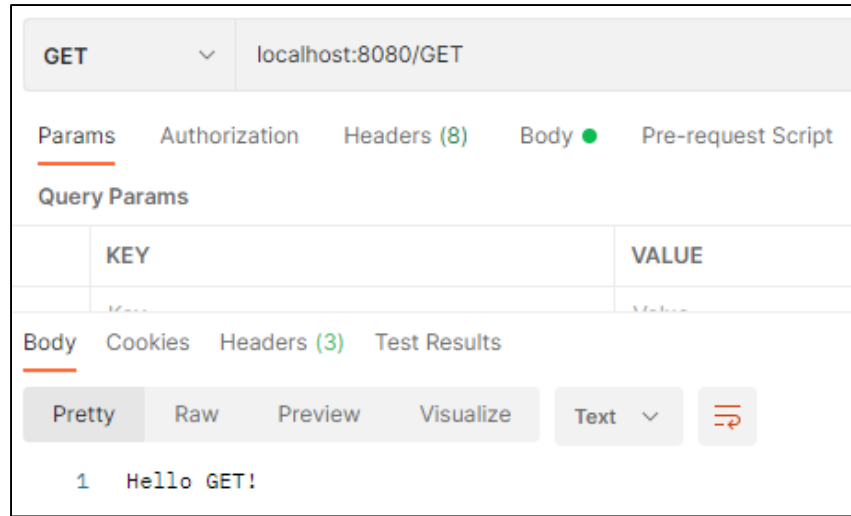 GET localhost:8080/GET
Params Authorization Headers (8) Body Pre-request Script
Query Params
KEY VALUE
Body Cookies Headers (3) Test Results
Pretty Raw Preview Visualize Text
1 Hello GET!